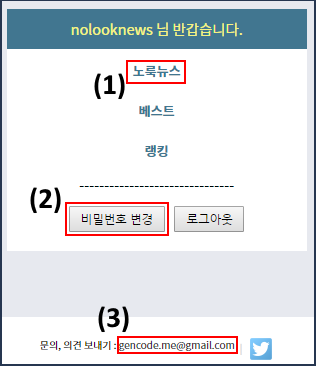 nolooknews 님 반갑습니다.
(1) 노룩뉴스
베스트
랭킹
-------------------------------
(2) 비밀번호 변경 로그아웃
(3)
문의, 의견 보내기 : gencode.me@gmail.com |